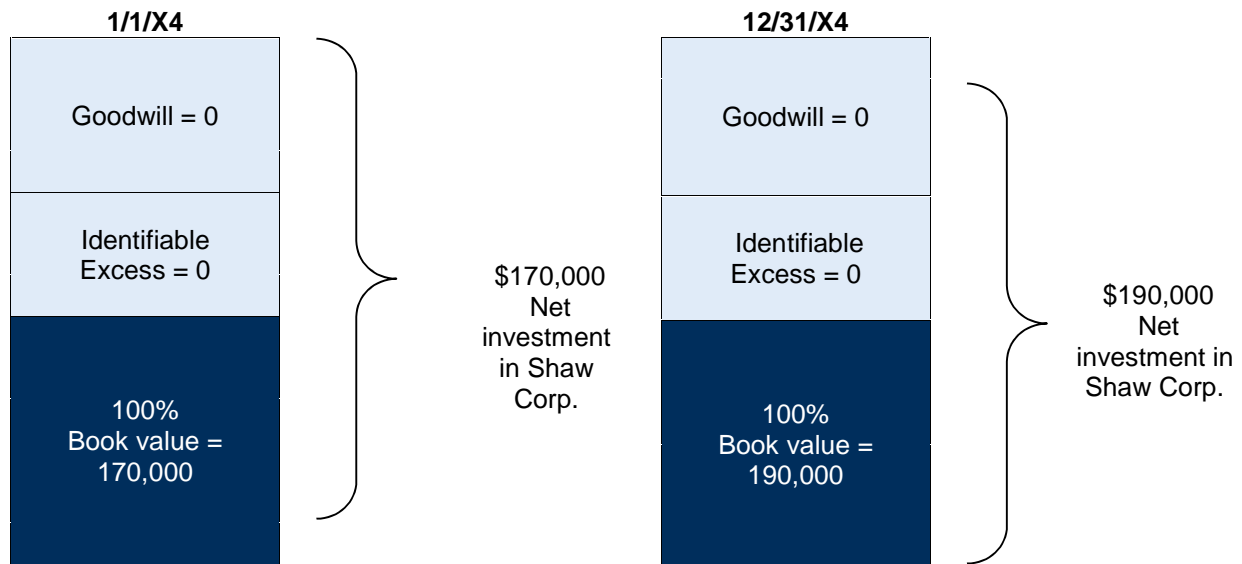 1/1/X4
Goodwill = 0
Identifiable
Excess = 0
100%
Book value =
170,000
$170,000
Net
investment
in Shaw
Corp.
12/31/X4
Goodwill = 0
Identifiable
Excess = 0
100%
Book value =
190,000
$190,000
Net
investment in
Shaw Corp.